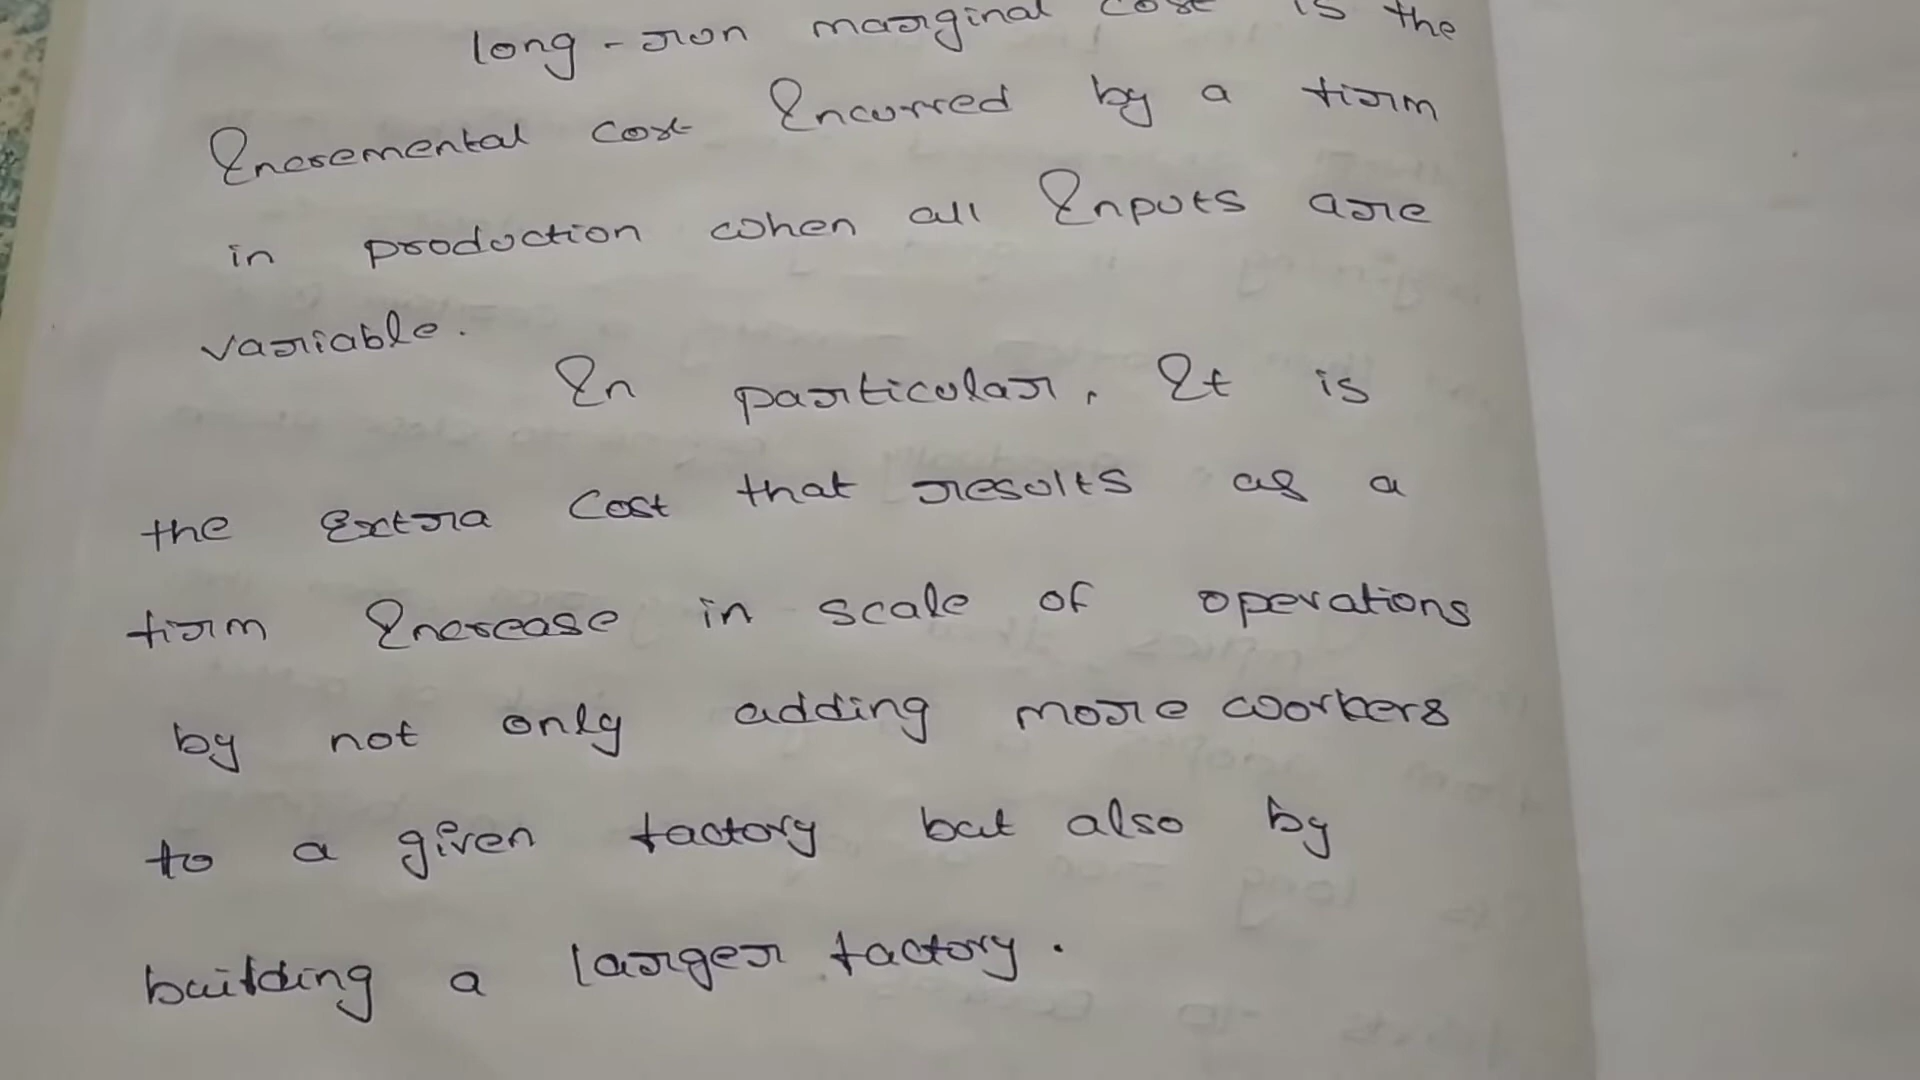 long-run marginal cost is the
Incremental cost Incurred by a firm
in production when all Inputs are
variable.
In particular, It is
the Extra Cost that results as a
firm Increase in scale of operations
by not only adding more workers
to a given factory but also by
building a larger factory.